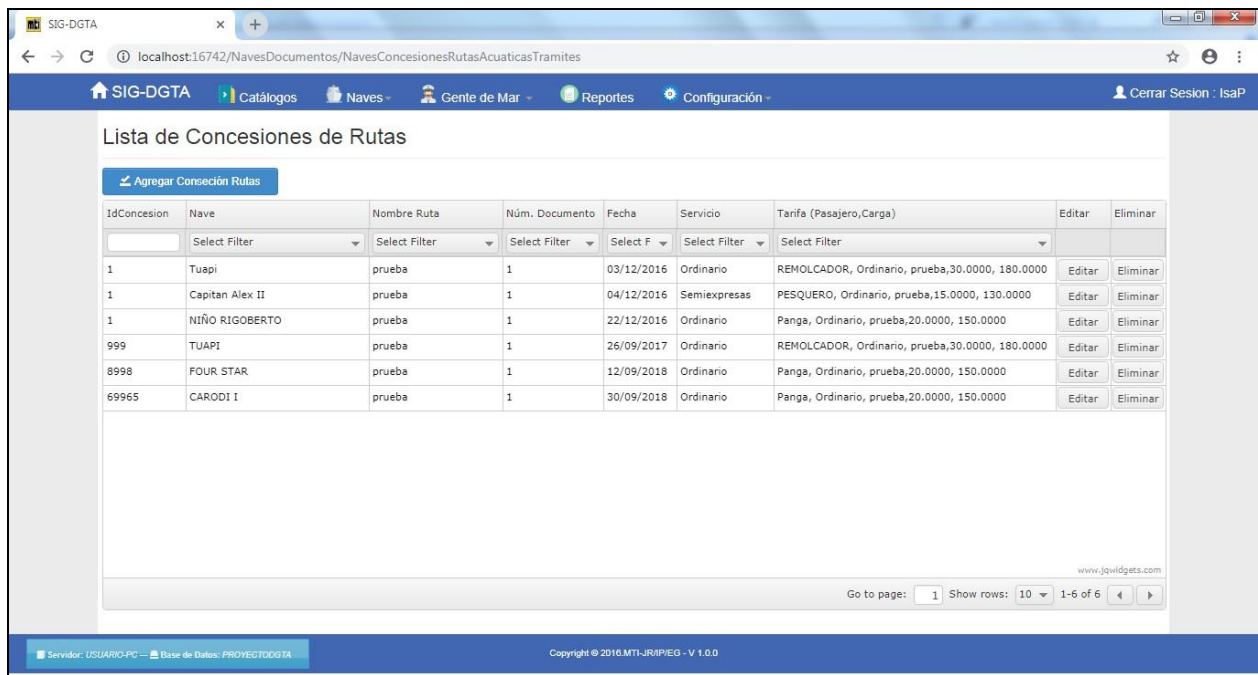 mti SIG-DGTA
localhost:16742/NavesDocumentos/NavesConcesionesRutasAcuaticasTramites
SIG-DGTA Catálogos Naves Gente de Mar Reportes Configuración Cerrar Sesion : IsaP
Lista de Concesiones de Rutas
Agregar Conseción Rutas
IdConcesion Nave Nombre Ruta Núm. Documento Fecha Servicio Tarifa (Pasajero,Carga) Editar Eliminar
Select Filter Select Filter Select Filter Select F Select Filter Select Filter
1 Tuapi prueba 1 03/12/2016 Ordinario REMOLCADOR, Ordinario, prueba,30.0000, 180.0000 Editar Eliminar
1 Capitan Alex II prueba 1 04/12/2016 Semiexpresas PESQUERO, Ordinario, prueba,15.0000, 130.0000 Editar Eliminar
1 NIÑO RIGOBERTO prueba 1 22/12/2016 Ordinario Panga, Ordinario, prueba,20.0000, 150.0000 Editar Eliminar
999 TUAPI prueba 1 26/09/2017 Ordinario REMOLCADOR, Ordinario, prueba,30.0000, 180.0000 Editar Eliminar
8998 FOUR STAR prueba 1 12/09/2018 Ordinario Panga, Ordinario, prueba,20.0000, 150.0000 Editar Eliminar
69965 CARODI I prueba 1 30/09/2018 Ordinario Panga, Ordinario, prueba,20.0000, 150.0000 Editar Eliminar
www.jqwidgets.com
Go to page: 1 Show rows: 10 1-6 of 6
Servidor: USUARIO-PC — Base de Datos: PROYECTODGTA Copyright © 2016.MTI-JR/IP/EG - V 1.0.0